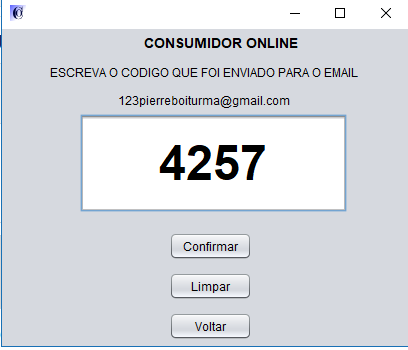 CONSUMIDOR ONLINE
ESCREVA O CODIGO QUE FOI ENVIADO PARA O EMAIL
123pierreboiturma@gmail.com
4257
Confirmar
Limpar
Voltar